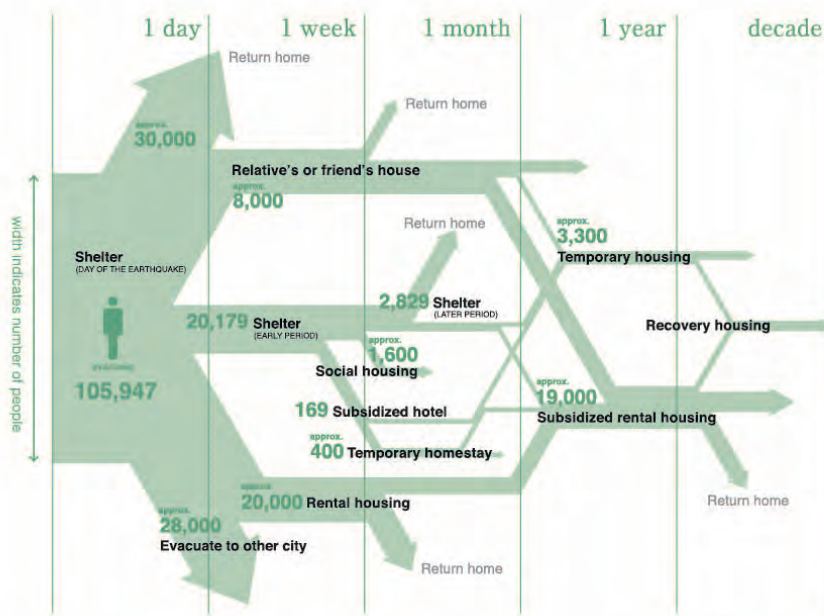 1 day
1 week
1 month
1 year
decade
Return home
Return home
approx.
30,000
Relative's or friend's house
approx.
8,000
Return home
approx.
3,300
Temporary housing
width indicates number of people
Shelter
(DAY OF THE EARTHQUAKE)
2,829 Shelter
(LATER PERIOD)
20,179 Shelter
(EARLY PERIOD)
Recovery housing
approx.
1,600
Social housing
105,947
approx.
19,000
Subsidized rental housing
169 Subsidized hotel
approx.
400 Temporary homestay
approx.
20,000 Rental housing
Return home
approx.
28,000
Evacuate to other city
Return home